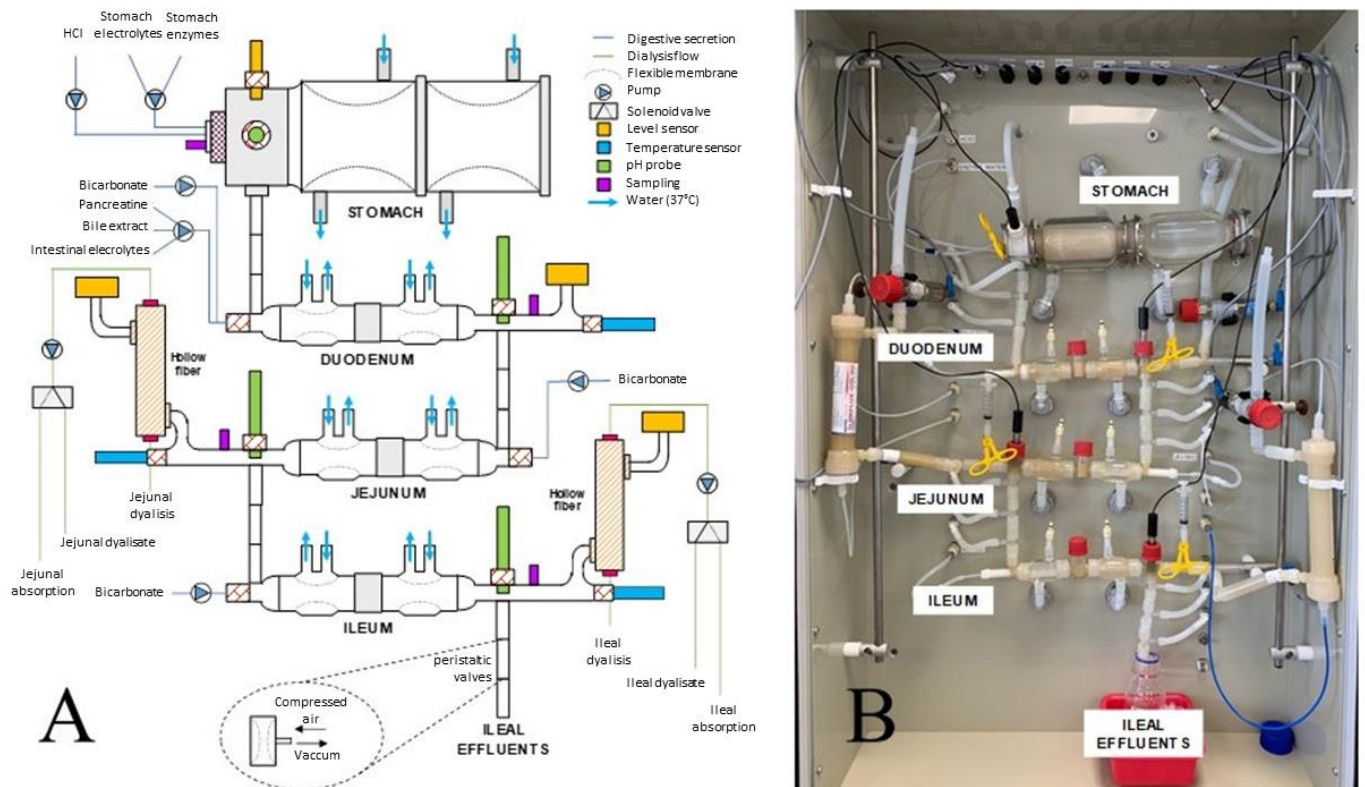 Stomach
electrolytes
Stomach
enzymes
HCl
Digestive secretion
Dialysisflow
Flexible membrane
Pump
Solenoid valve
Level sensor
Temperature sensor
pH probe
Sampling
Water (37°C)
STOMACH
Bicarbonate
Pancreatine
Bile extract
Intestinal elecrolytes
DUODENUM
Hollow
fiber
Bicarbonate
JEJUNUM
Hollow
fiber
Jejunal
dyalisis
Jejunal dyalisate
Jejunal
absorption
Bicarbonate
ILEUM
Ileal
dyalisis
Ileal dyalisate
Ileal
absorption
peristaltic
valves
Compressed
air
Vaccum
ILEAL
EFFLUENTS
A
STOMACH
ACID
DUODENUM
JEJUNUM
ILEUM
ILEAL
EFFLUENTS
B